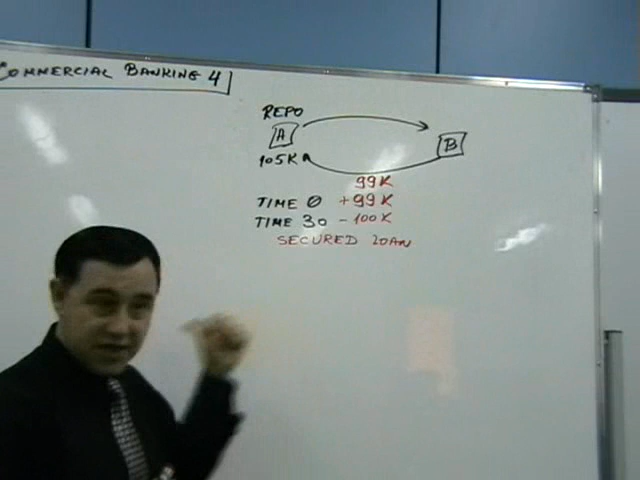 COMMERCIAL BANKING 4
REPO
A
B
105K
99K
TIME 0 +99K
TIME 30 -100K
SECURED LOAN